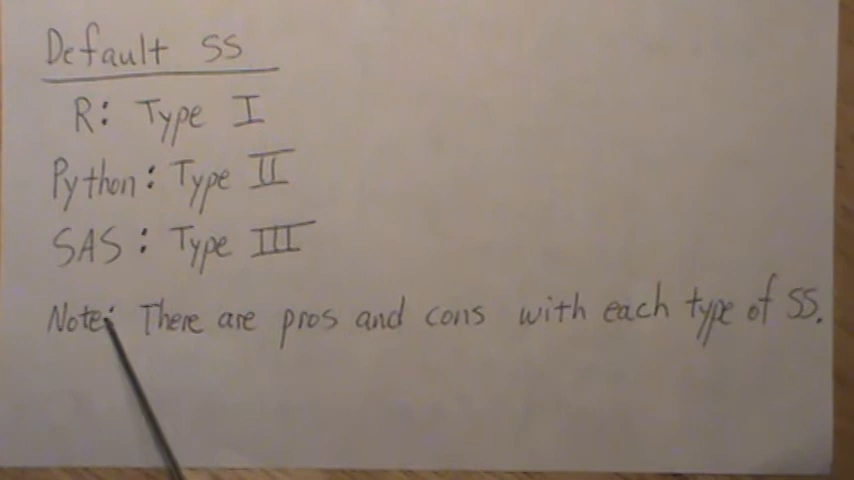 Default SS
R: Type I
Python: Type II
SAS: Type III
Note: There are pros and cons with each type of SS.